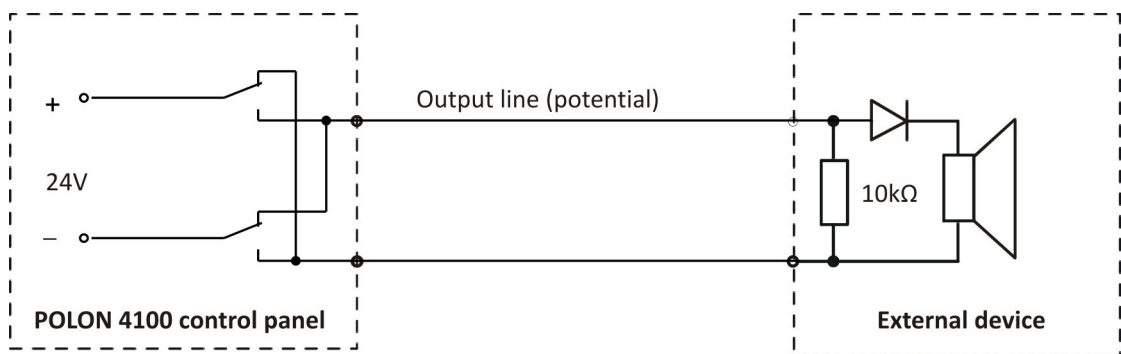 +
Output line (potential)
24V
10kΩ
–
POLON 4100 control panel
External device